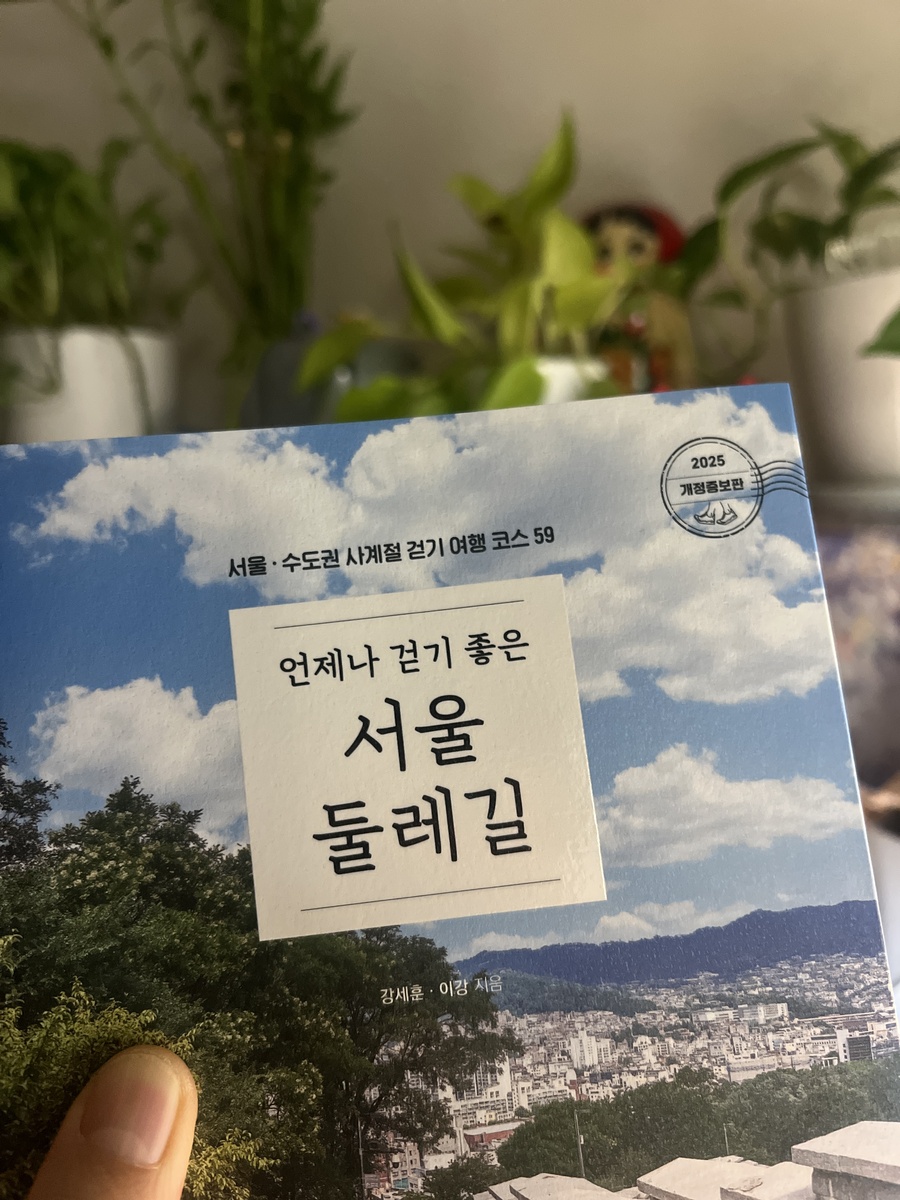 2025
개정증보판
서울 · 수도권 사계절 걷기 여행 코스 59
언제나 걷기 좋은
서울
둘레길
강세훈 · 이강 지음